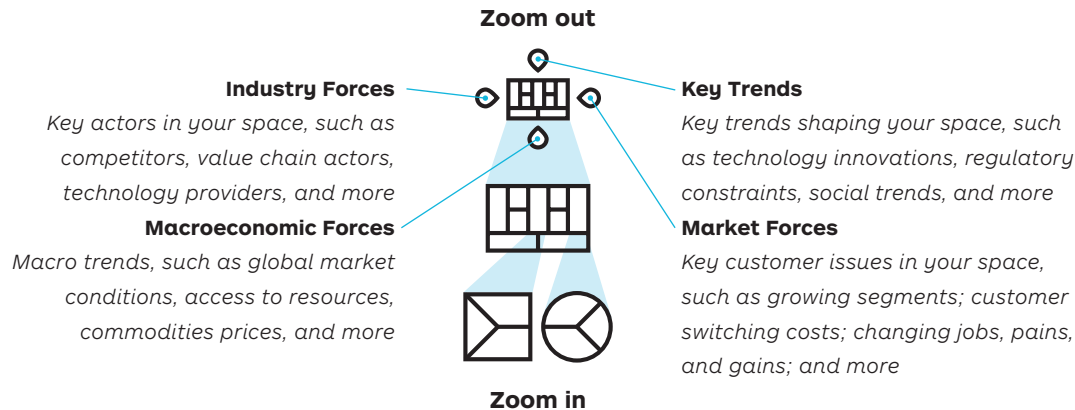 Zoom out
Industry Forces
Key actors in your space, such as
competitors, value chain actors,
technology providers, and more
Macroeconomic Forces
Macro trends, such as global market
conditions, access to resources,
commodities prices, and more
Key Trends
Key trends shaping your space, such
as technology innovations, regulatory
constraints, social trends, and more
Market Forces
Key customer issues in your space,
such as growing segments; customer
switching costs; changing jobs, pains,
and gains; and more
Zoom in